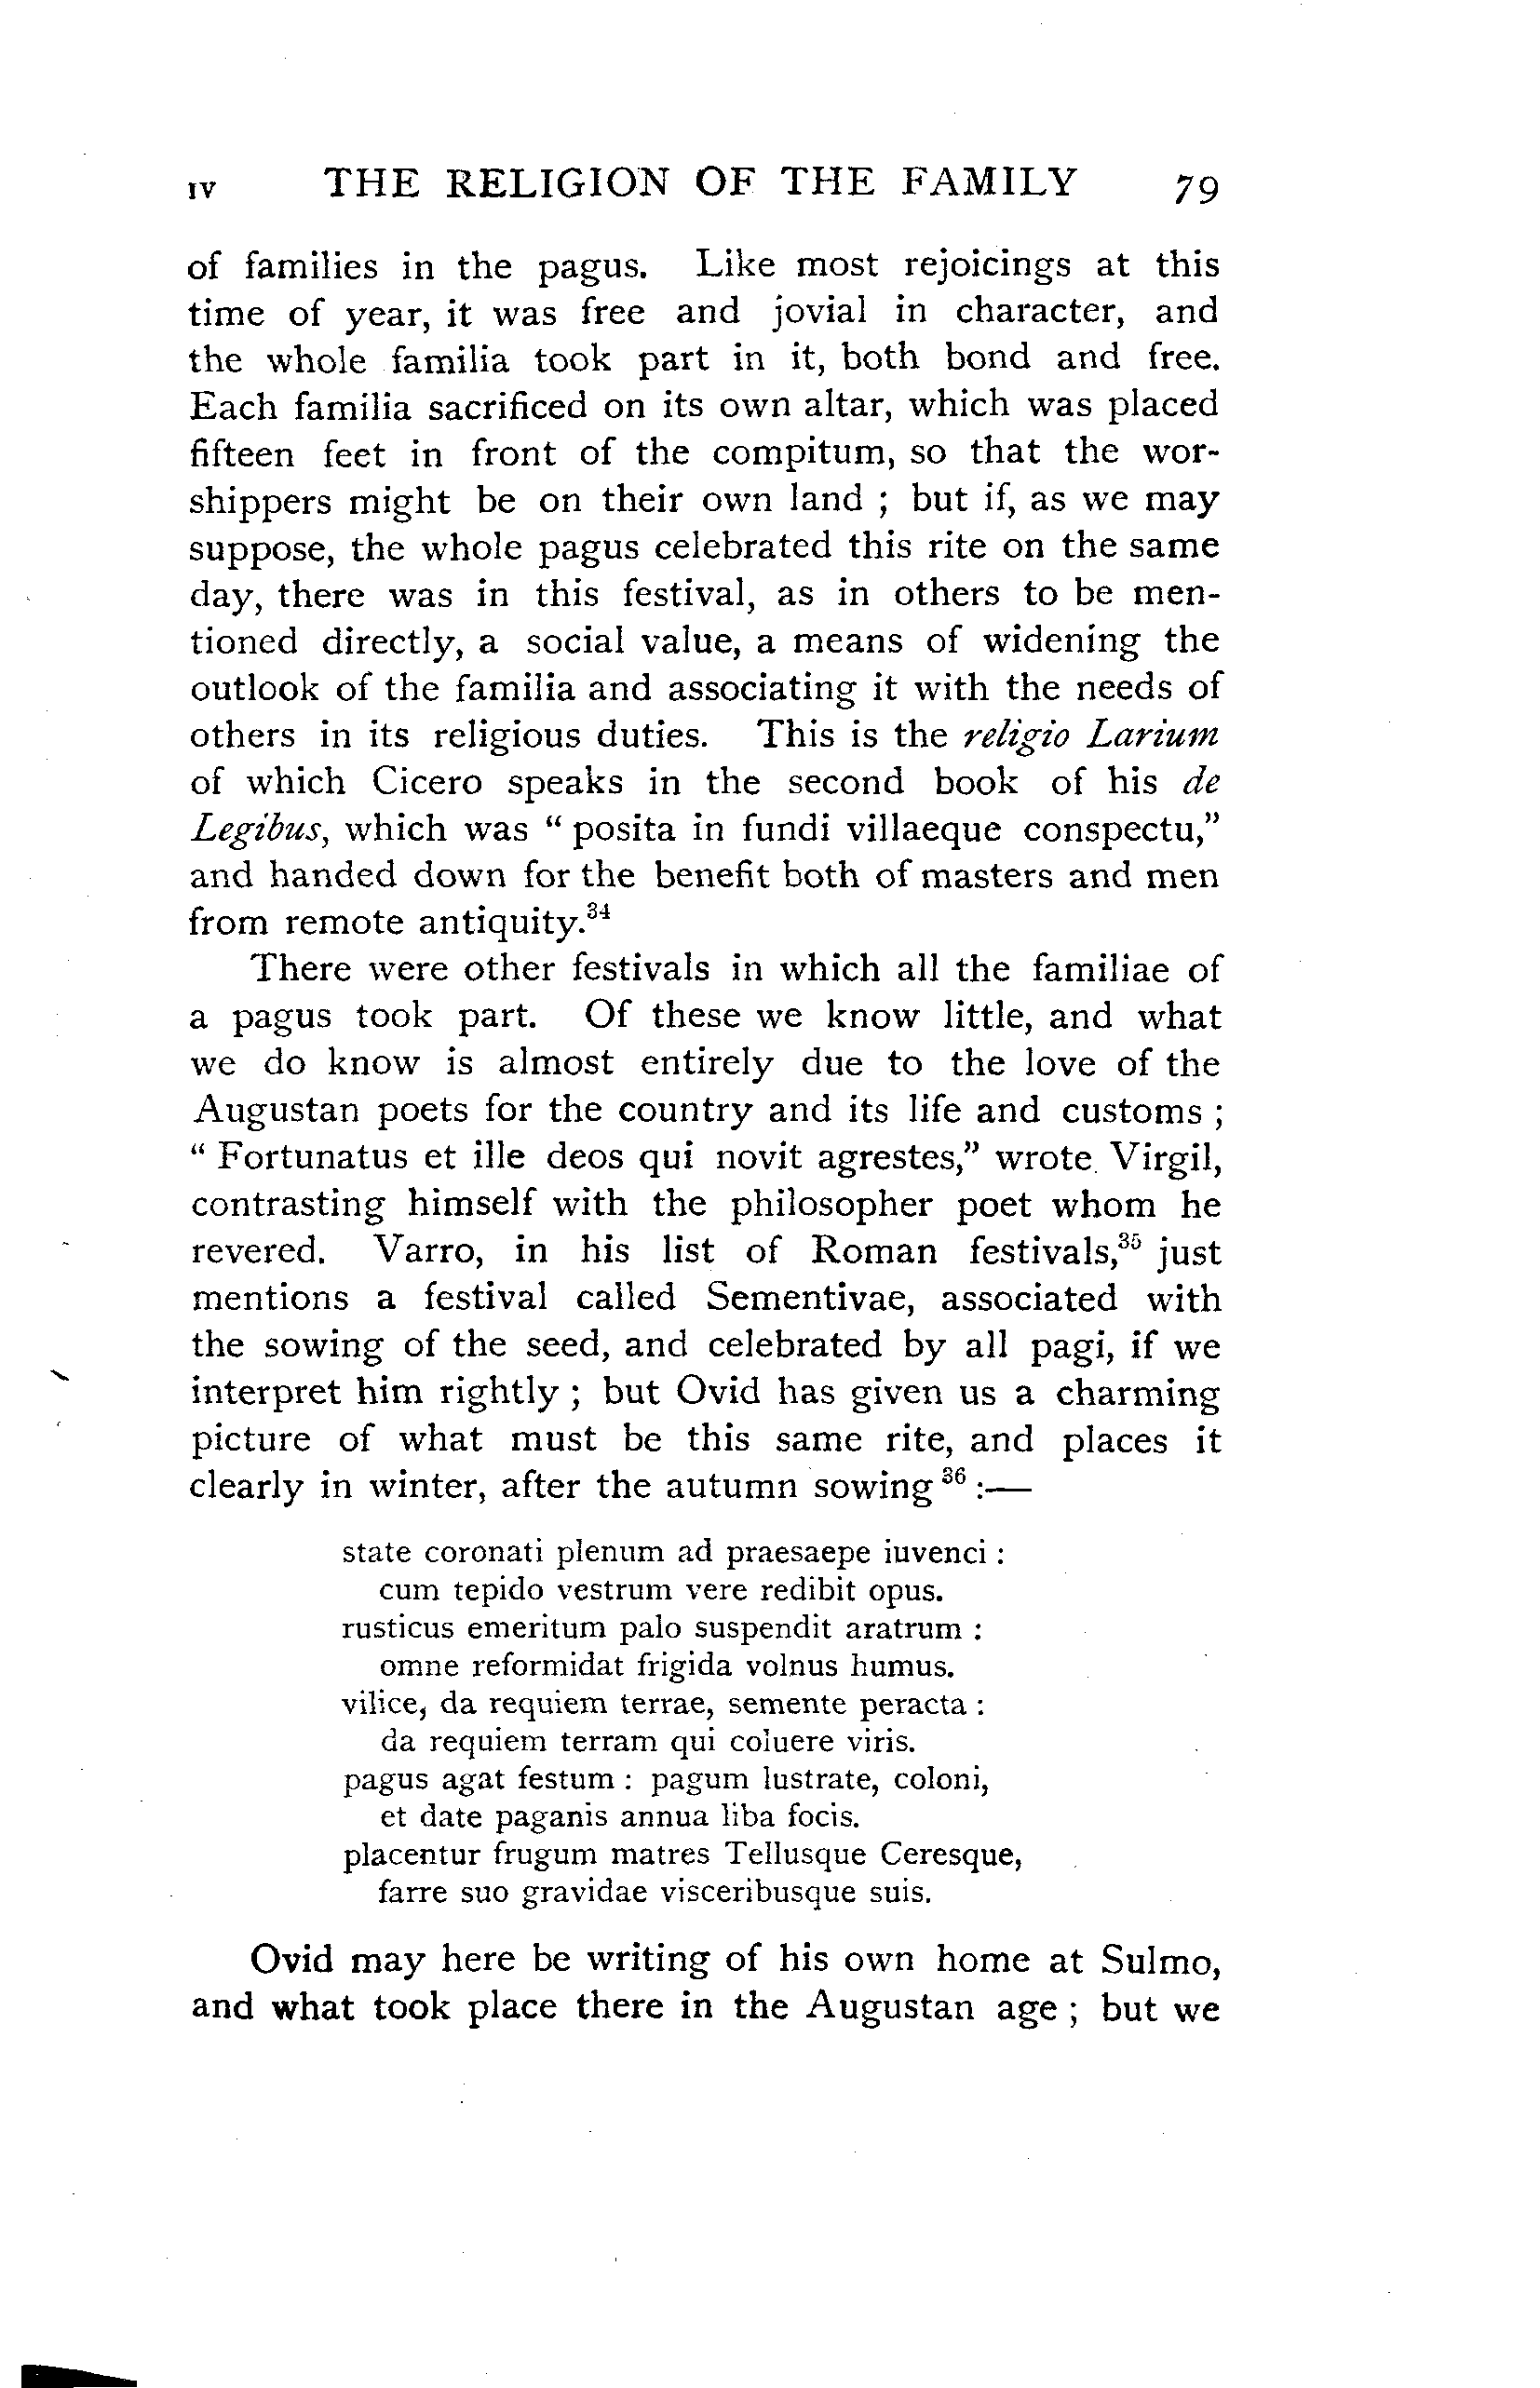 IV THE RELIGION OF THE FAMILY 79
of families in the pagus. Like most rejoicings at this
time of year, it was free and jovial in character, and
the whole familia took part in it, both bond and free.
Each familia sacrificed on its own altar, which was placed
fifteen feet in front of the compitum, so that the wor-
shippers might be on their own land ; but if, as we may
suppose, the whole pagus celebrated this rite on the same
day, there was in this festival, as in others to be men-
tioned directly, a social value, a means of widening the
outlook of the familia and associating it with the needs of
others in its religious duties. This is the religio Larium
of which Cicero speaks in the second book of his de
Legibus, which was “ posita in fundi villaeque conspectu,”
and handed down for the benefit both of masters and men
from remote antiquity.³⁴
There were other festivals in which all the familiae of
a pagus took part. Of these we know little, and what
we do know is almost entirely due to the love of the
Augustan poets for the country and its life and customs ;
“ Fortunatus et ille deos qui novit agrestes,” wrote Virgil,
contrasting himself with the philosopher poet whom he
revered. Varro, in his list of Roman festivals,³⁵ just
mentions a festival called Sementivae, associated with
the sowing of the seed, and celebrated by all pagi, if we
interpret him rightly ; but Ovid has given us a charming
picture of what must be this same rite, and places it
clearly in winter, after the autumn sowing ³⁶ :—
state coronati plenum ad praesaepe iuvenci :
cum tepido vestrum vere redibit opus.
rusticus emeritum palo suspendit aratrum :
omne reformidat frigida volnus humus.
vilice, da requiem terrae, semente peracta :
da requiem terram qui coluere viris.
pagus agat festum : pagum lustrate, coloni,
et date paganis annua liba focis.
placentur frugum matres Tellusque Ceresque,
farre suo gravidae visceribusque suis.
Ovid may here be writing of his own home at Sulmo,
and what took place there in the Augustan age ; but we